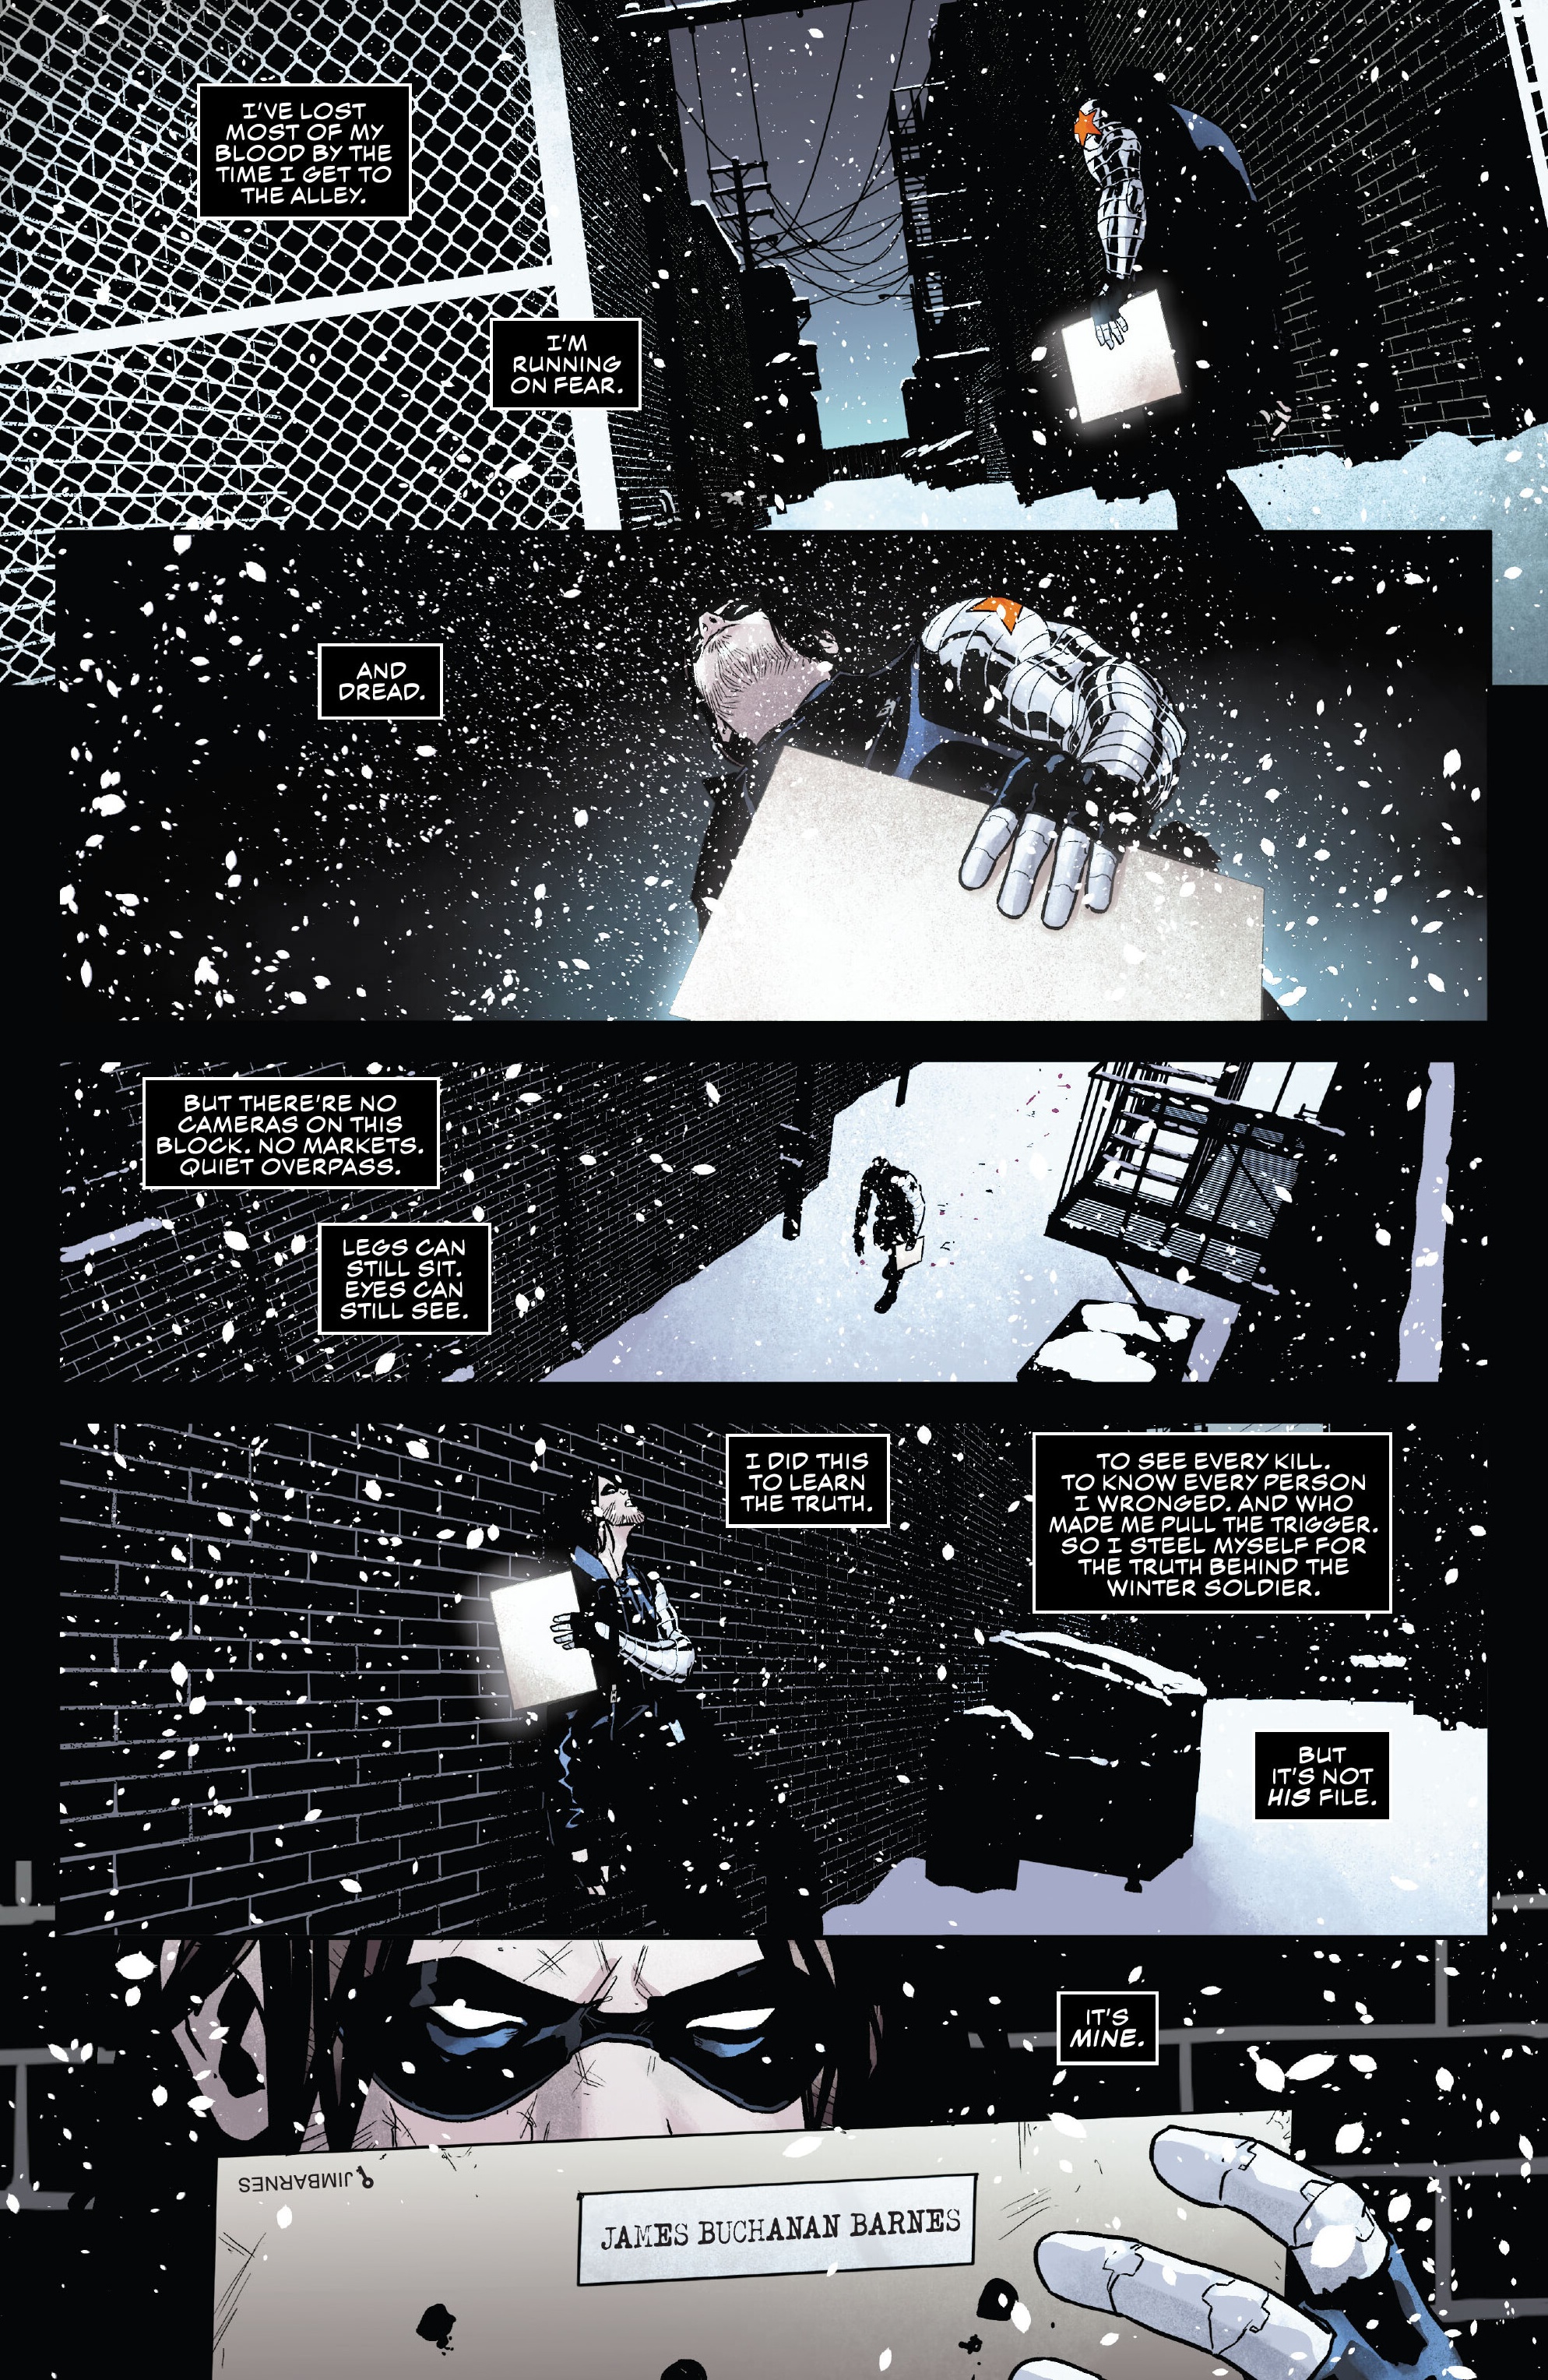 I'VE LOST
MOST OF MY
BLOOD BY THE
TIME I GET TO
THE ALLEY.
I'M
RUNNING
ON FEAR.
AND
DREAD.
BUT THERE'RE NO
CAMERAS ON THIS
BLOCK. NO MARKETS.
QUIET OVERPASS.
LEGS CAN
STILL SIT.
EYES CAN
STILL SEE.
I DID THIS
TO LEARN
THE TRUTH.
TO SEE EVERY KILL.
TO KNOW EVERY PERSON
I WRONGED. AND WHO
MADE ME PULL THE TRIGGER.
SO I STEEL MYSELF FOR
THE TRUTH BEHIND THE
WINTER SOLDIER.
BUT
IT'S NOT
HIS FILE.
IT'S
MINE.
JIMBARNES
JAMES BUCHANAN BARNES